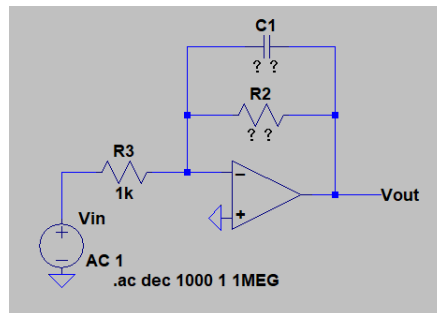 C1
? ?
R2
? ?
R3
1k
Vout
Vin
AC 1
.ac dec 1000 1 1MEG